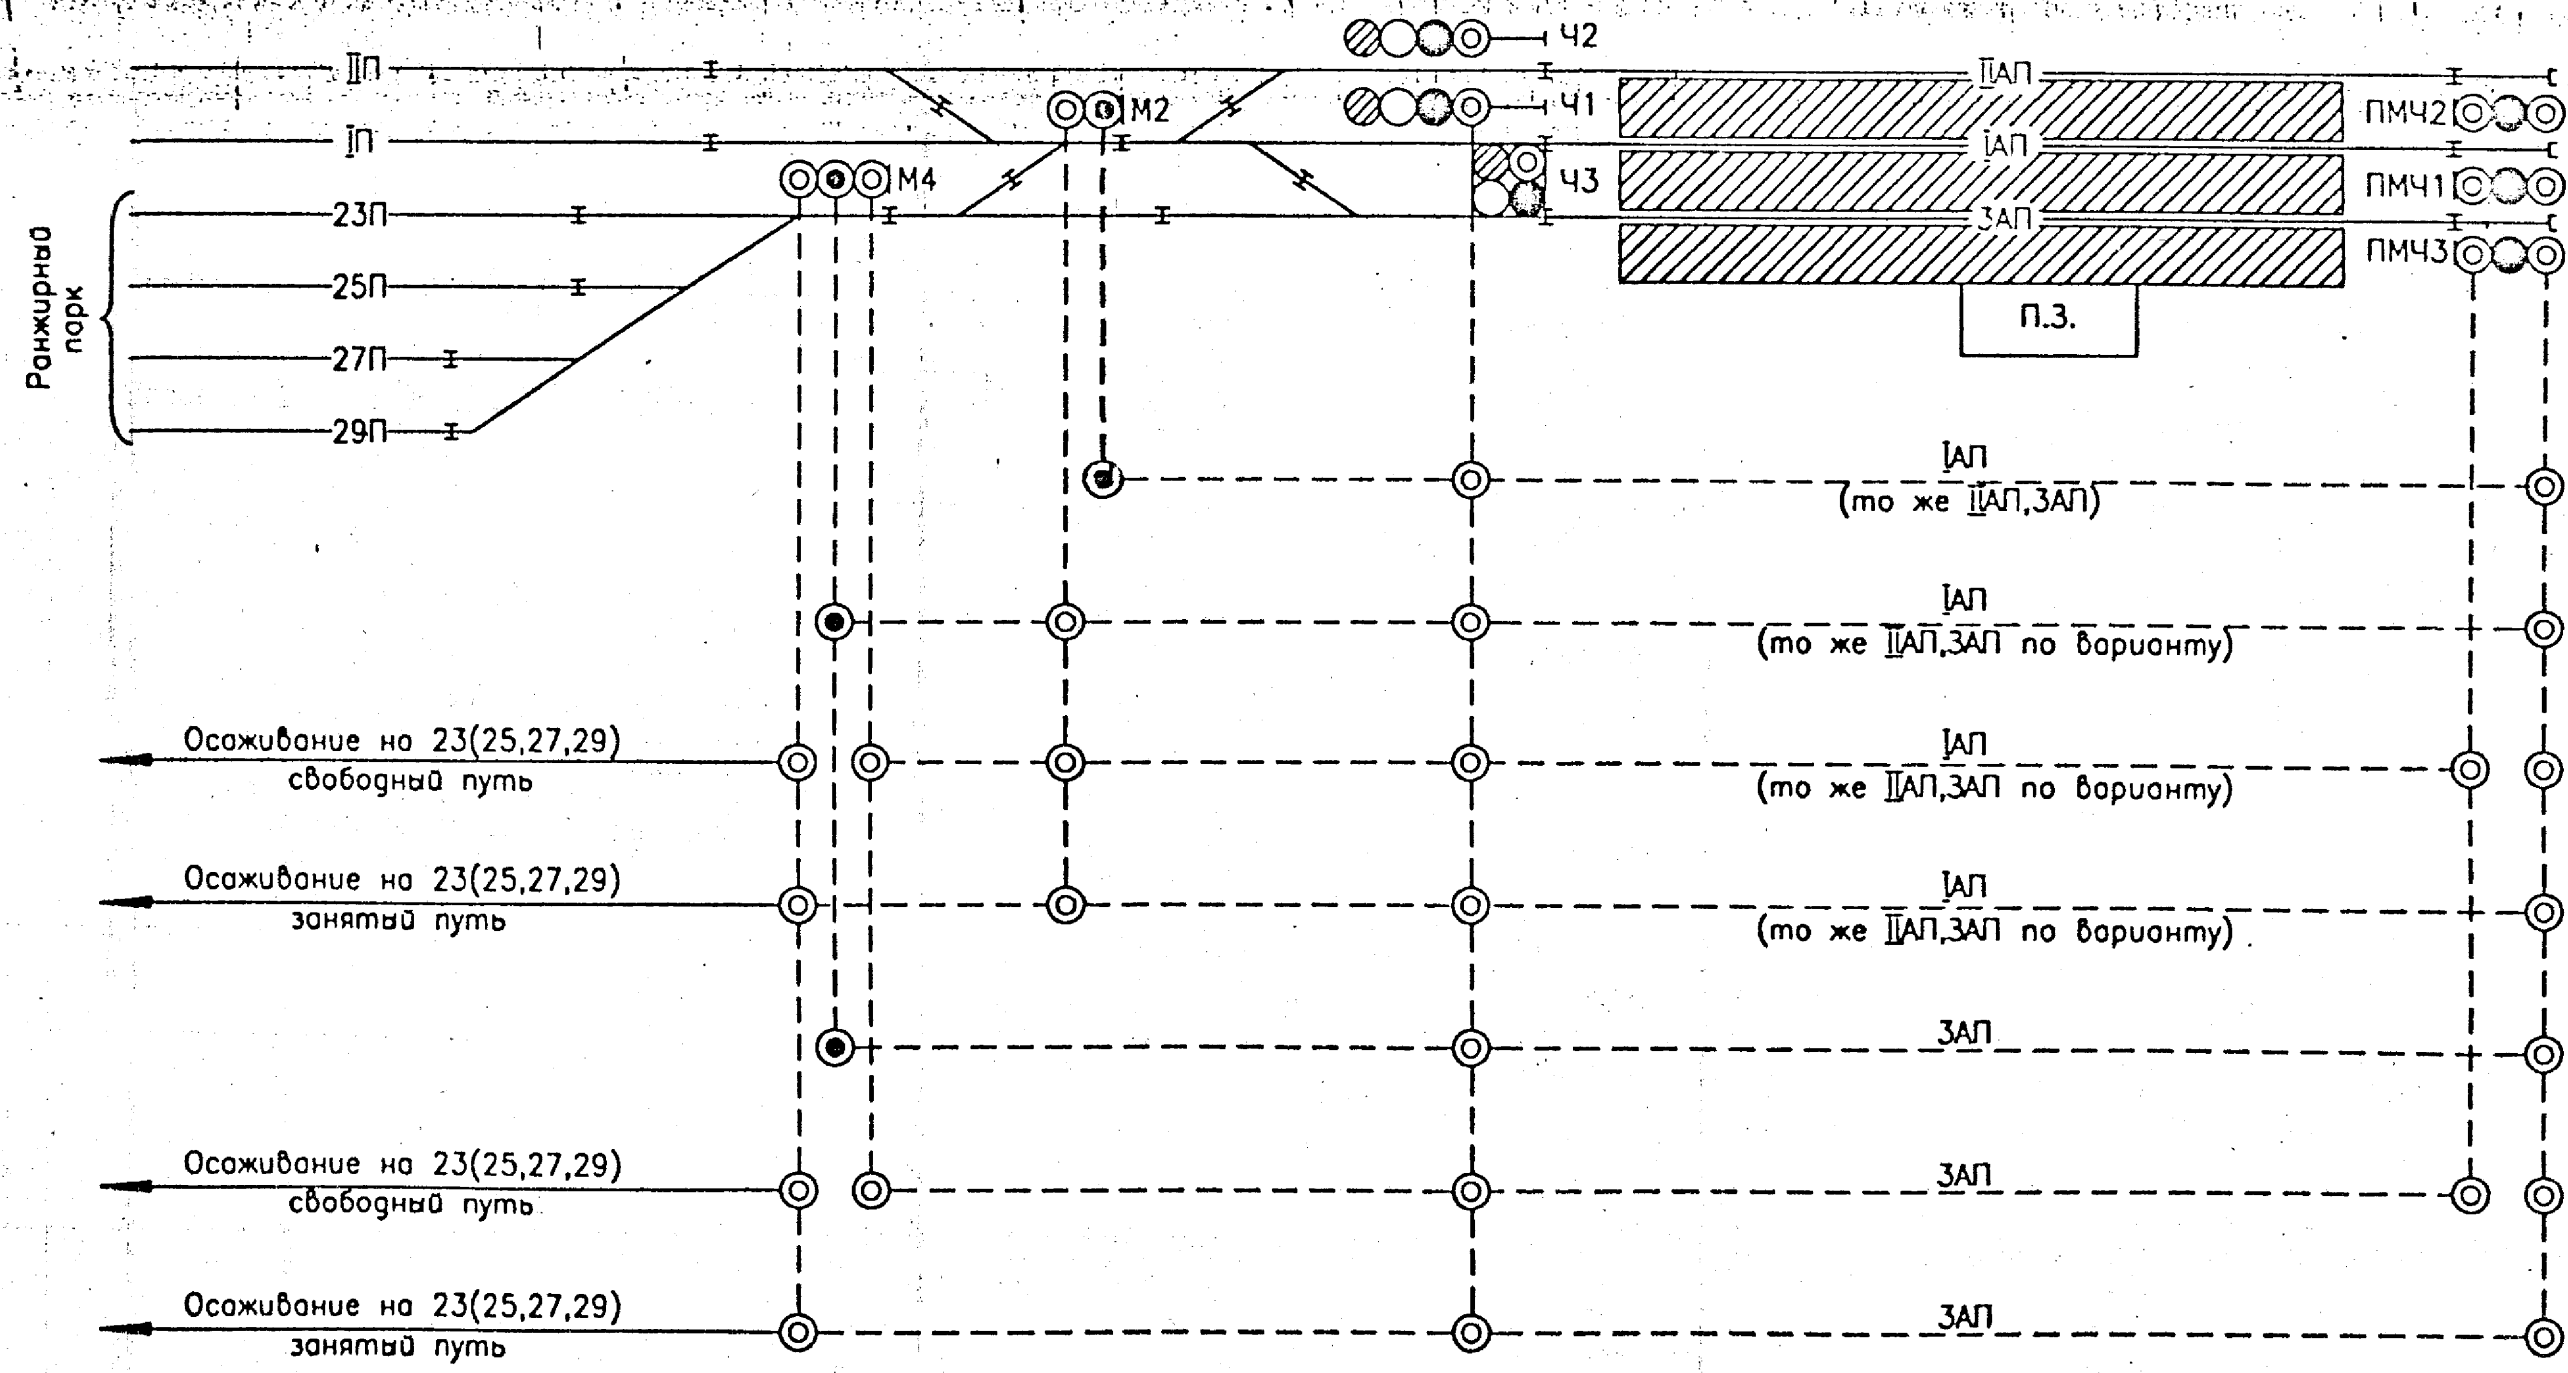 Ч2
IIП
IIАП
М2
Ч1
ПМЧ2
IП
IАП
М4
Ч3
ПМЧ1
23П
3АП
ПМЧ3
Ранжирный
парк
25П
П.З.
27П
29П
IАП
(то же IIАП,3АП)
IАП
(то же IIАП,3АП по варианту)
Осаживание на 23(25,27,29)
свободный путь
IАП
(то же IIАП,3АП по варианту)
Осаживание на 23(25,27,29)
занятый путь
IАП
(то же IIАП,3АП по варианту)
3АП
Осаживание на 23(25,27,29)
свободный путь
3АП
Осаживание на 23(25,27,29)
занятый путь
3АП